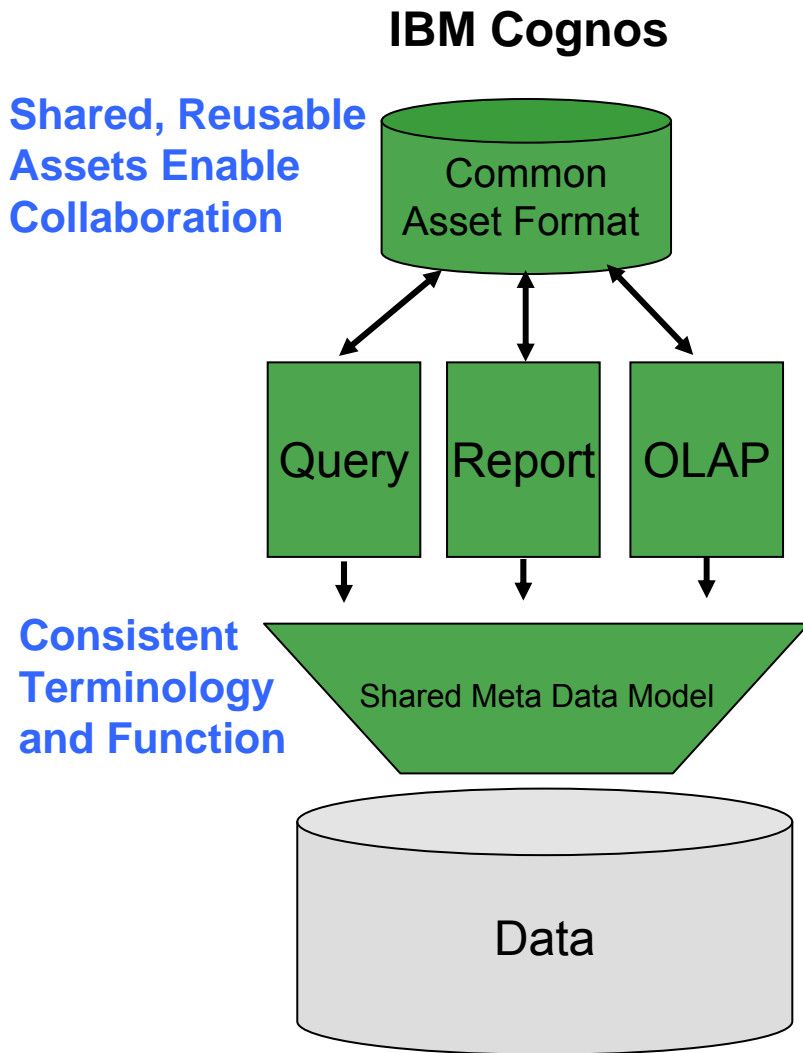 IBM Cognos
Shared, Reusable
Assets Enable
Collaboration
Common
Asset Format
Query
Report
OLAP
Consistent
Terminology
and Function
Shared Meta Data Model
Data